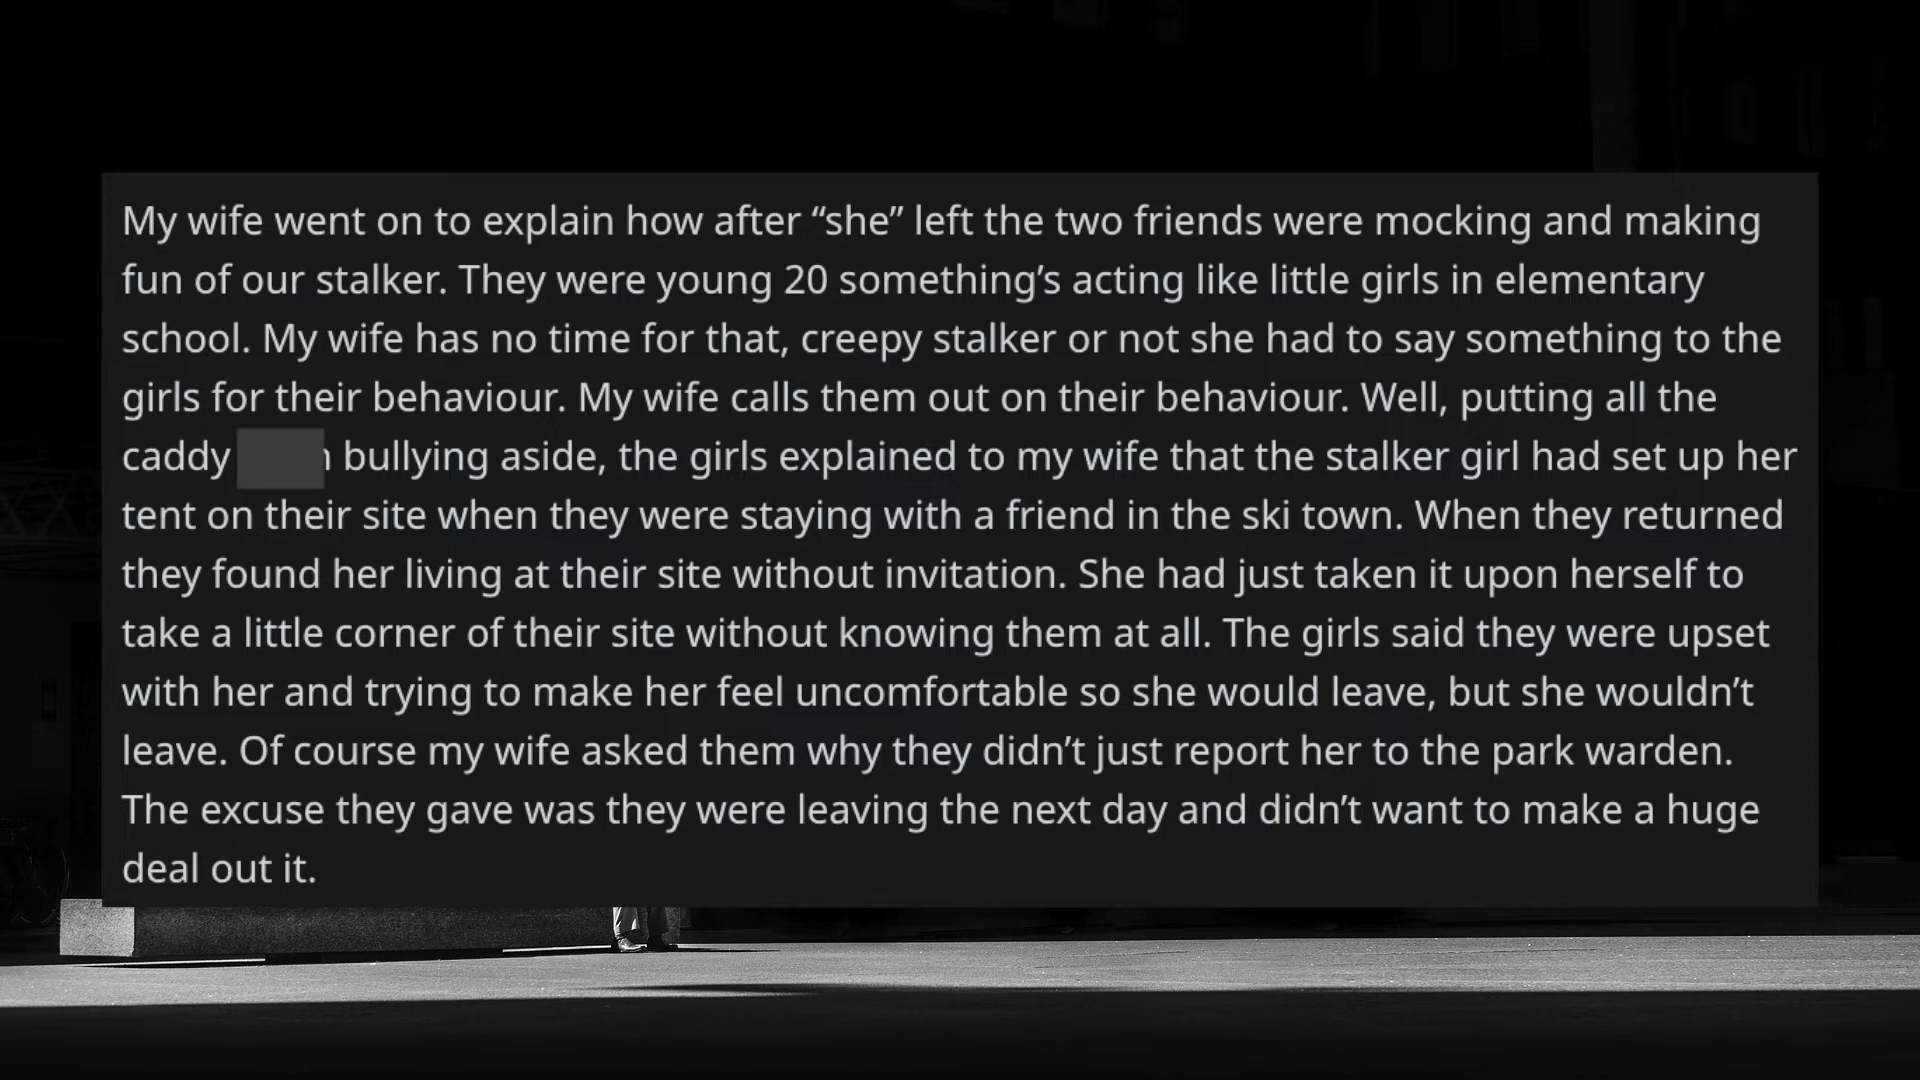 My wife went on to explain how after “she” left the two friends were mocking and making
fun of our stalker. They were young 20 something’s acting like little girls in elementary
school. My wife has no time for that, creepy stalker or not she had to say something to the
girls for their behaviour. My wife calls them out on their behaviour. Well, putting all the
caddy bullying aside, the girls explained to my wife that the stalker girl had set up her
tent on their site when they were staying with a friend in the ski town. When they returned
they found her living at their site without invitation. She had just taken it upon herself to
take a little corner of their site without knowing them at all. The girls said they were upset
with her and trying to make her feel uncomfortable so she would leave, but she wouldn’t
leave. Of course my wife asked them why they didn’t just report her to the park warden.
The excuse they gave was they were leaving the next day and didn’t want to make a huge
deal out it.